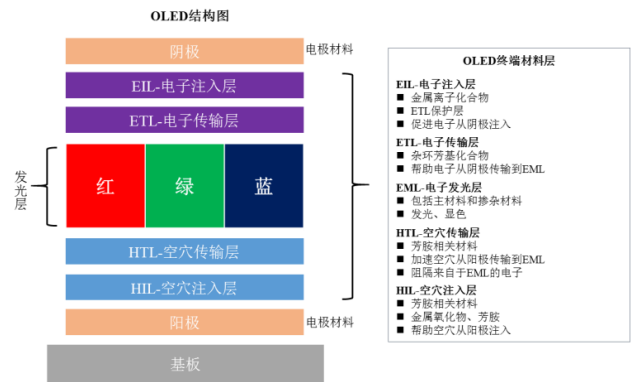 OLED结构图
阴极
电极材料
EIL-电子注入层
ETL-电子传输层
发光层
红
绿
蓝
HTL-空穴传输层
HIL-空穴注入层
阳极
电极材料
基板
OLED终端材料层
EIL-电子注入层
■ 金属离子化合物
■ ETL保护层
■ 促进电子从阴极注入
ETL-电子传输层
■ 杂环芳基化合物
■ 帮助电子从阴极传输到EML
EML-电子发光层
■ 包括主材料和掺杂材料
■ 发光、显色
HTL-空穴传输层
■ 芳胺相关材料
■ 加速空穴从阳极传输到EML
■ 阻隔来自于EML的电子
HIL-空穴注入层
■ 芳胺相关材料
■ 金属氧化物、芳胺
■ 帮助空穴从阳极注入